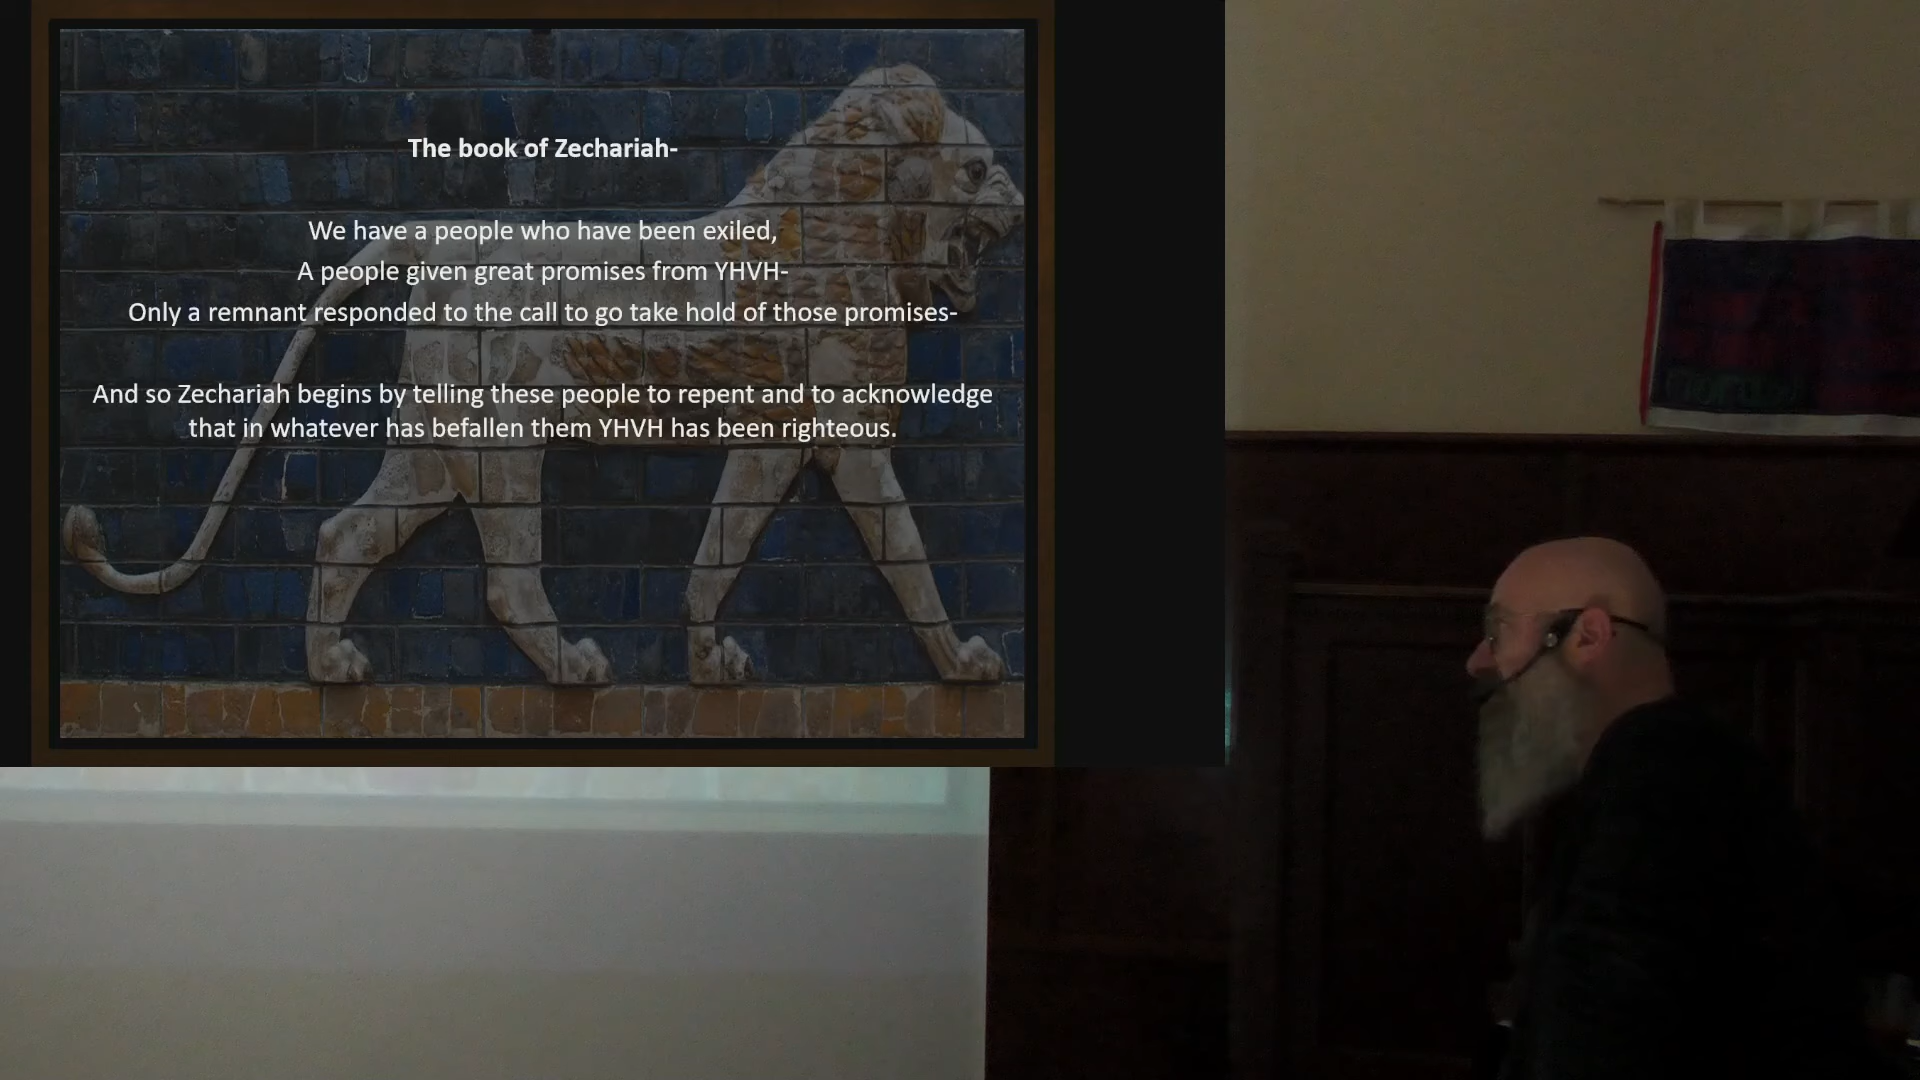 The book of Zechariah-
We have a people who have been exiled,
A people given great promises from YHVH-
Only a remnant responded to the call to go take hold of those promises-
And so Zechariah begins by telling these people to repent and to acknowledge
that in whatever has befallen them YHVH has been righteous.